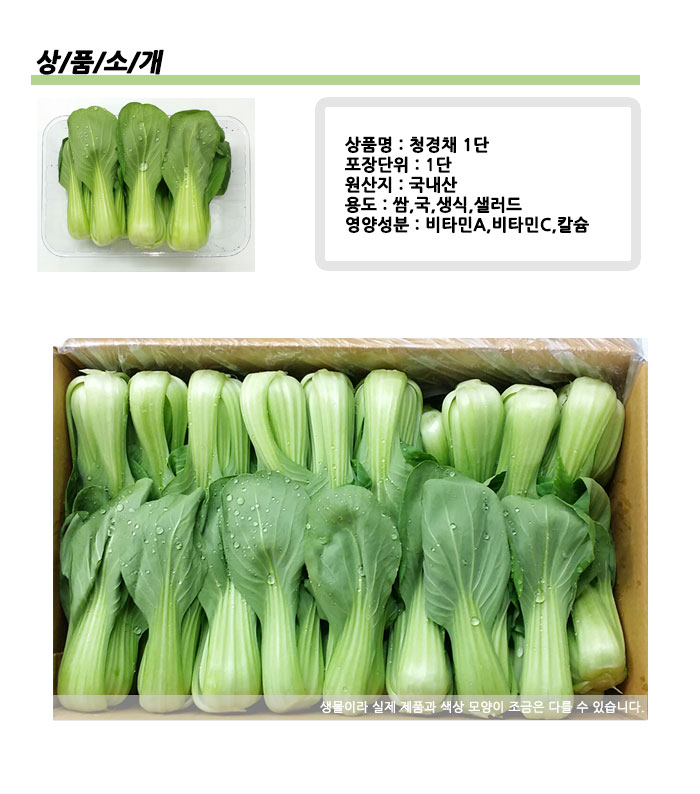 상/품/소/개
상품명 : 청경채 1단
포장단위 : 1단
원산지 : 국내산
용도 : 쌈,국,생식,샐러드
영양성분 : 비타민A,비타민C,칼슘
생물이라 실제 제품과 색상 모양이 조금은 다를 수 있습니다.